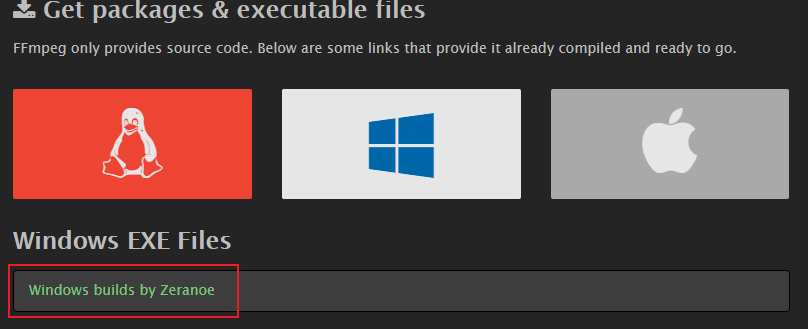 Get packages & executable files
FFmpeg only provides source code. Below are some links that provide it already compiled and ready to go.
Windows EXE Files
Windows builds by Zeranoe